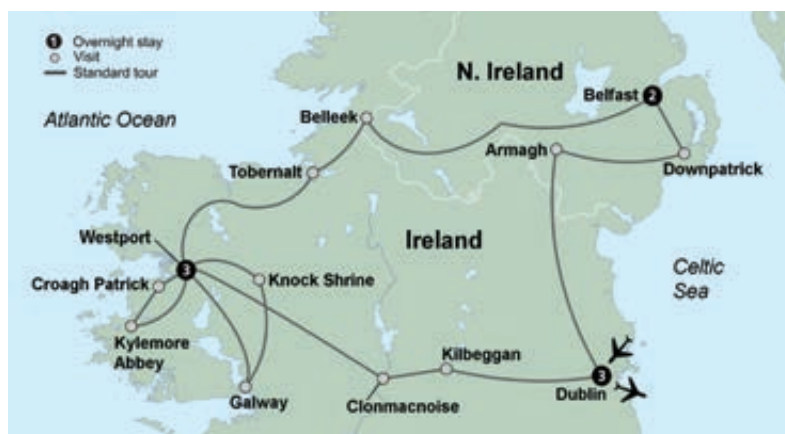 1 Overnight stay
Visit
Standard tour
N. Ireland
Belfast 2
Atlantic Ocean
Belleek
Armagh
Tobernalt
Downpatrick
Westport
Ireland
3
Croagh Patrick
Knock Shrine
Celtic
Sea
Kylemore
Abbey
Kilbeggan
3
Galway
Clonmacnoise
Dublin